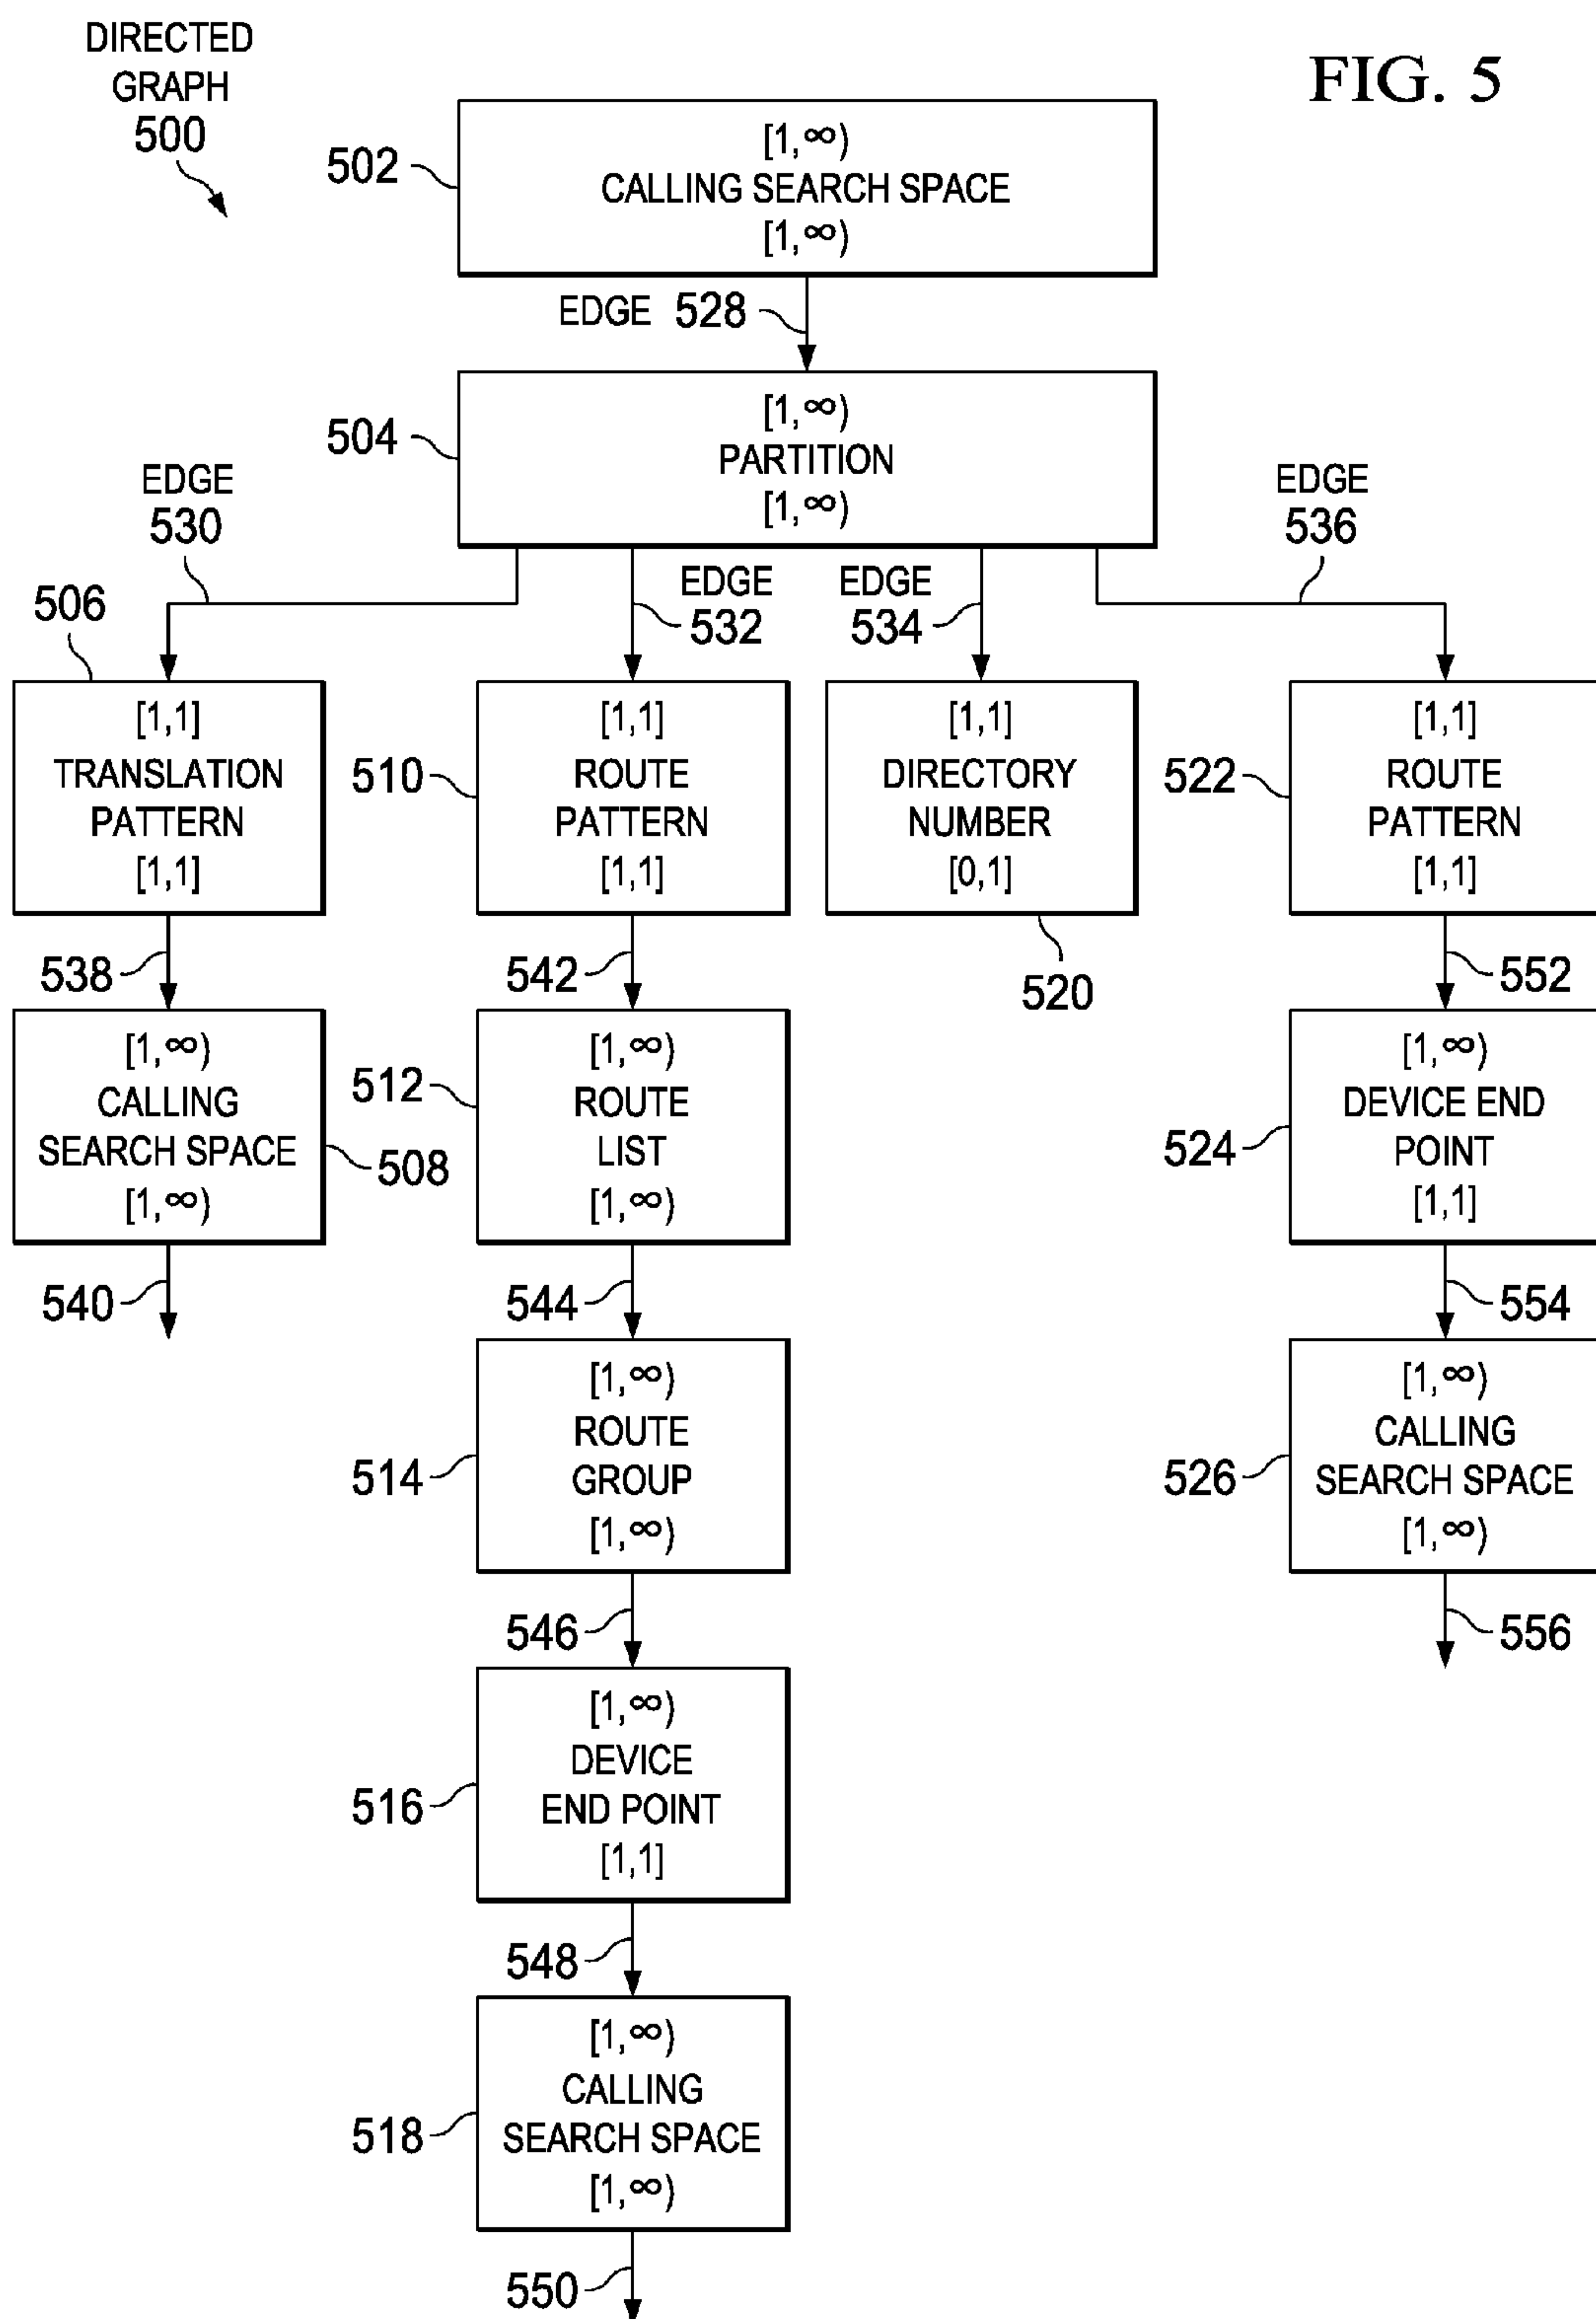 DIRECTED
GRAPH
500
FIG. 5
502
[1,∞)
CALLING SEARCH SPACE
[1,∞)
EDGE 528
504
[1,∞)
PARTITION
[1,∞)
EDGE
530
EDGE
532
EDGE
534
EDGE
536
506
[1,1]
TRANSLATION
PATTERN
[1,1]
510
[1,1]
ROUTE
PATTERN
[1,1]
[1,1]
DIRECTORY
NUMBER
[0,1]
520
522
[1,1]
ROUTE
PATTERN
[1,1]
538
542
552
[1,∞)
CALLING
SEARCH SPACE
[1,∞)
508
512
[1,∞)
ROUTE
LIST
[1,∞)
524
[1,∞)
DEVICE END
POINT
[1,1]
540
544
554
514
[1,∞)
ROUTE
GROUP
[1,∞)
526
[1,∞)
CALLING
SEARCH SPACE
[1,∞)
546
556
516
[1,∞)
DEVICE
END POINT
[1,1]
548
518
[1,∞)
CALLING
SEARCH SPACE
[1,∞)
550